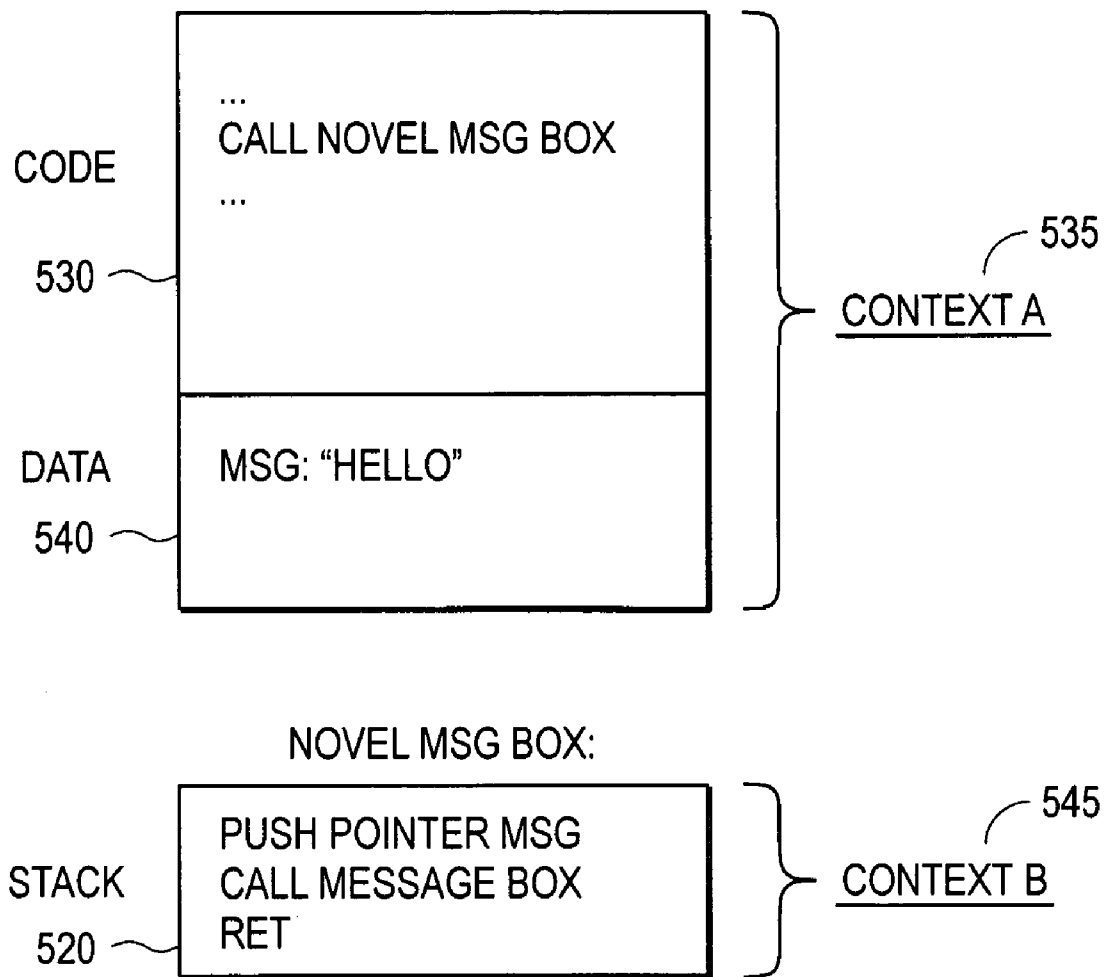 ...
CALL NOVEL MSG BOX
...
CODE
530
535
CONTEXT A
DATA
540
MSG: “HELLO”
NOVEL MSG BOX:
PUSH POINTER MSG
CALL MESSAGE BOX
RET
STACK
520
545
CONTEXT B